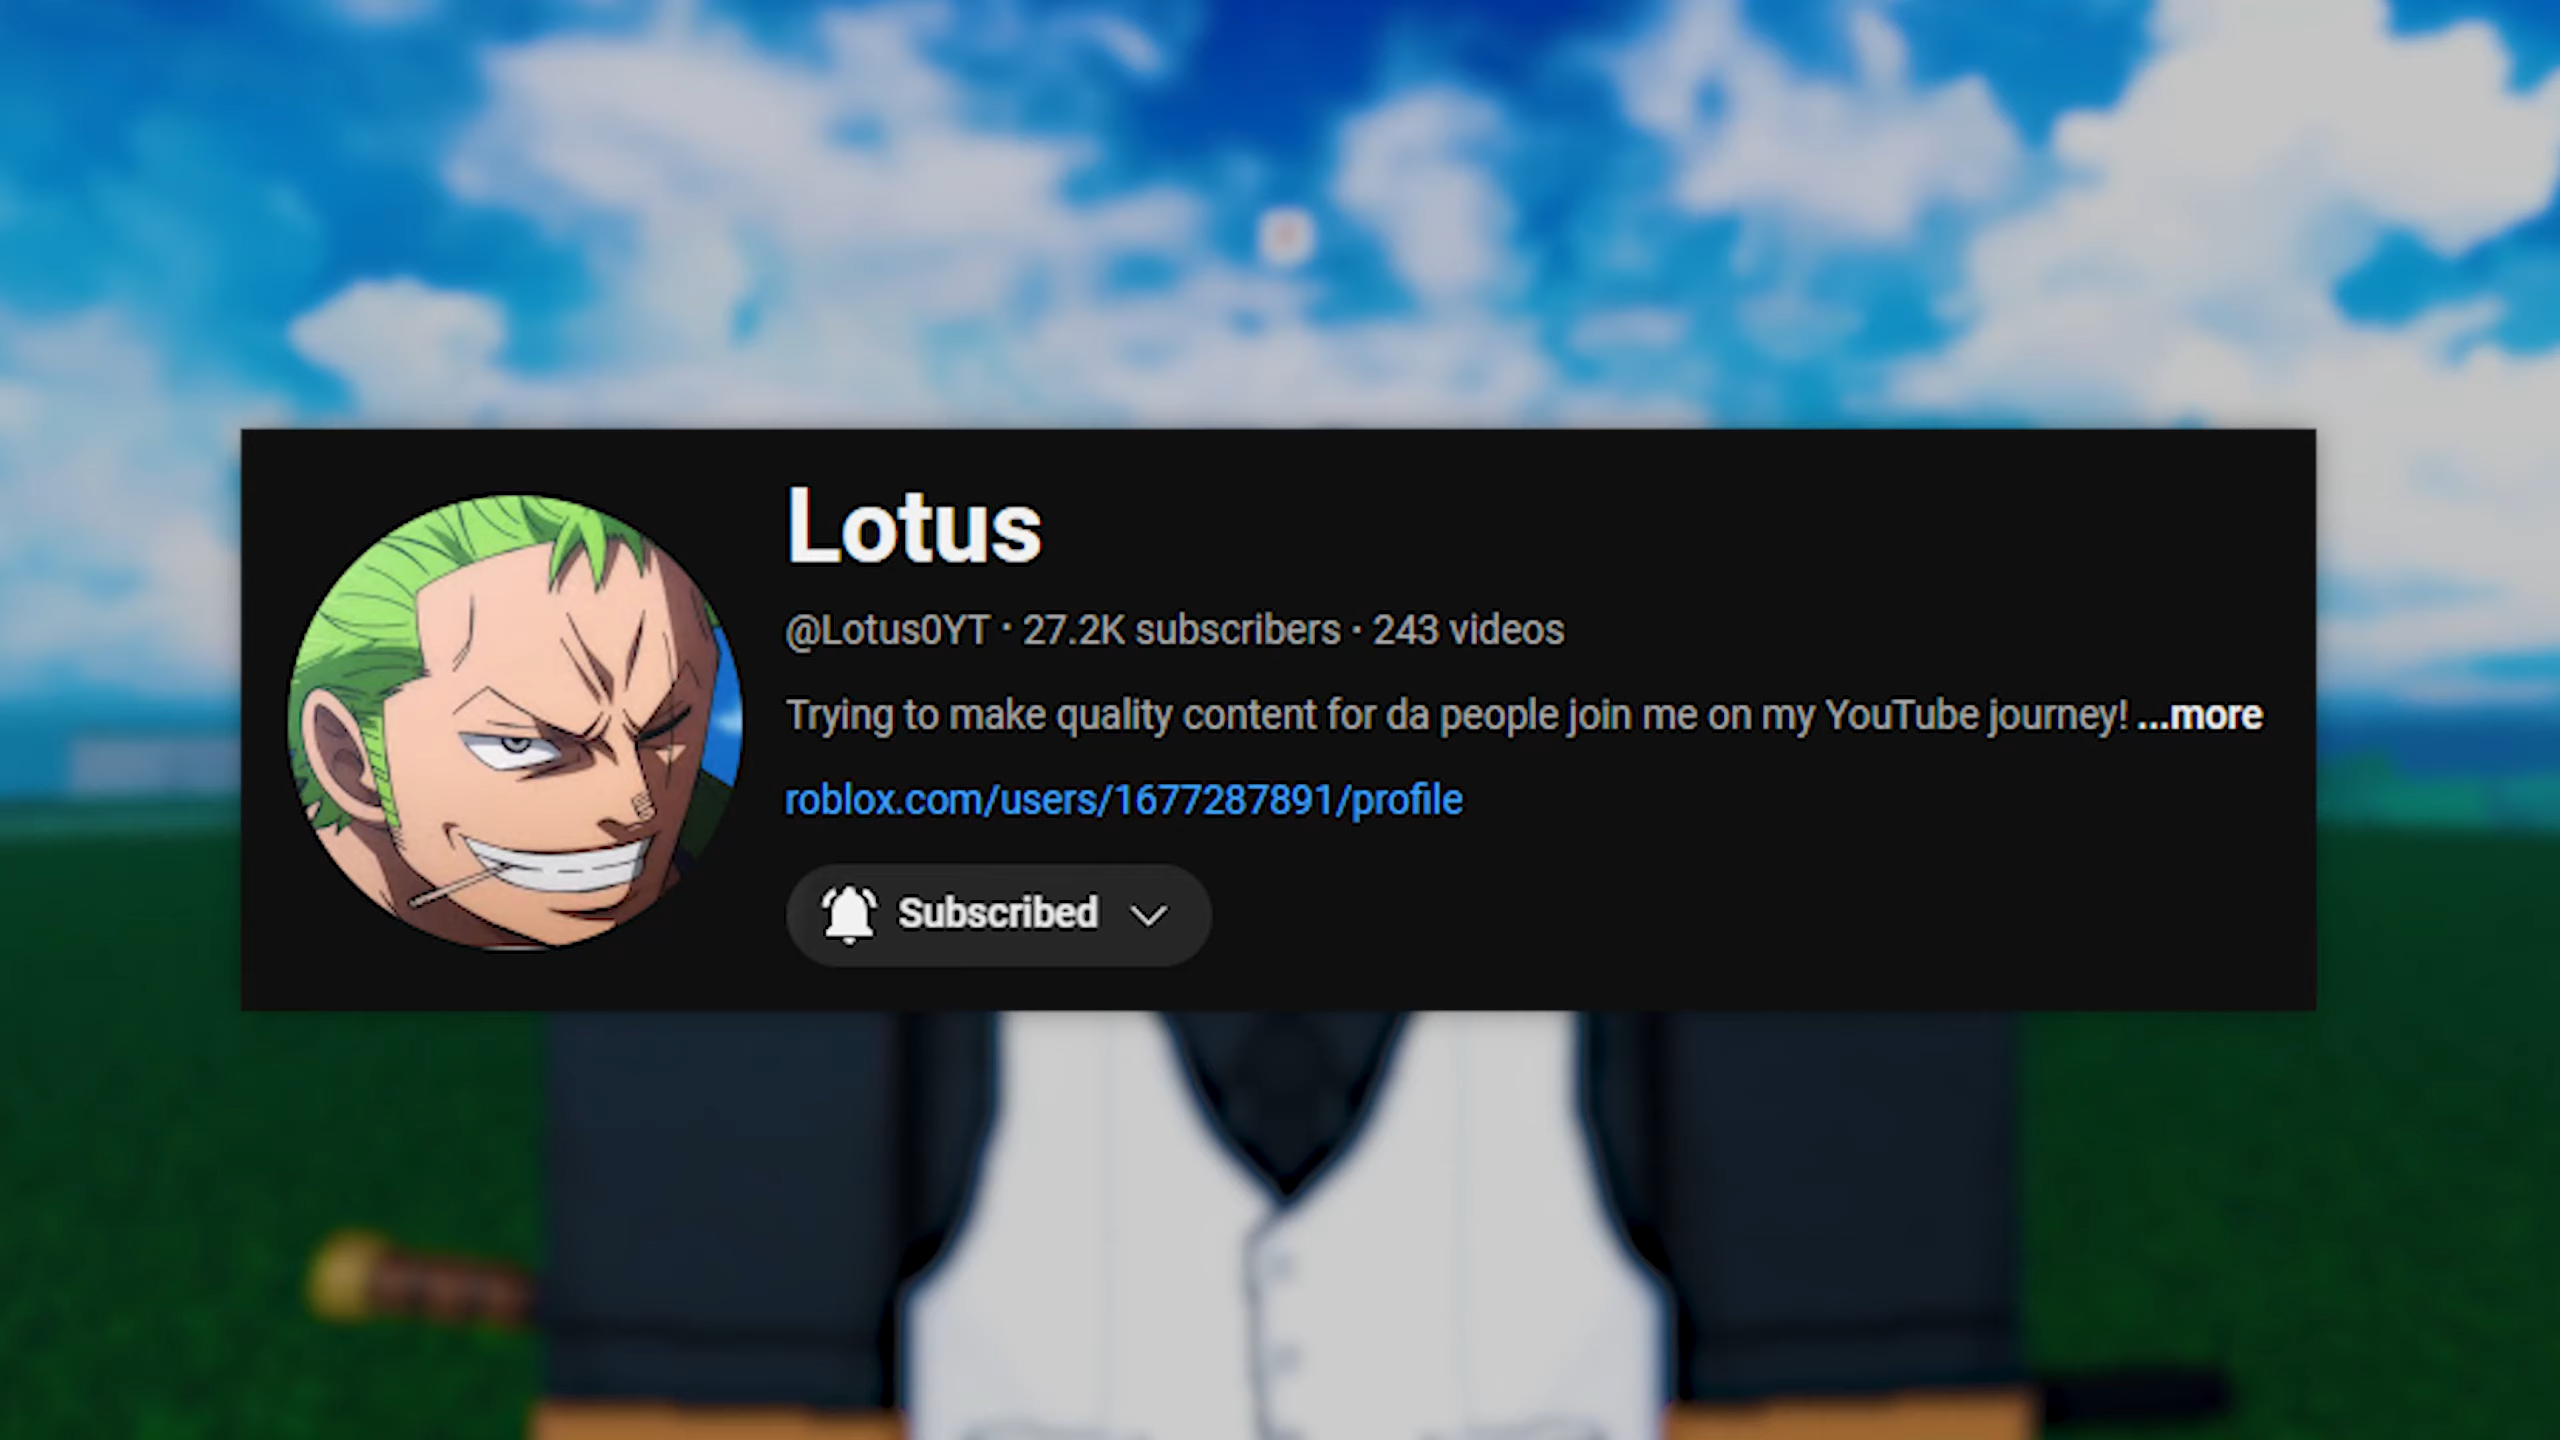 Lotus
@Lotus0YT · 27.2K subscribers · 243 videos
Trying to make quality content for da people join me on my YouTube journey! ...more
roblox.com/users/1677287891/profile
Subscribed